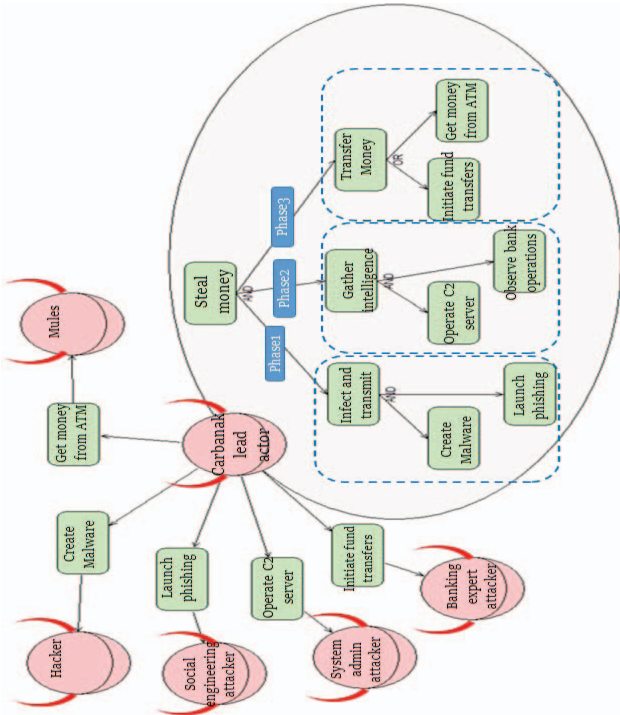 Mules
Get money
from ATM
Carbanak
lead
actor
Create
Malware
Hacker
Launch
phishing
Social
engineering
attacker
Operate C2
server
System
admin
attacker
Initiate fund
transfers
Banking
expert
attacker
Steal
money
AND
Phase1
Phase2
Phase3
Infect and
transmit
AND
Create
Malware
Launch
phishing
Gather
intelligence
AND
Operate C2
server
Observe bank
operations
Transfer
Money
OR
Initiate fund
transfers
Get money
from ATM